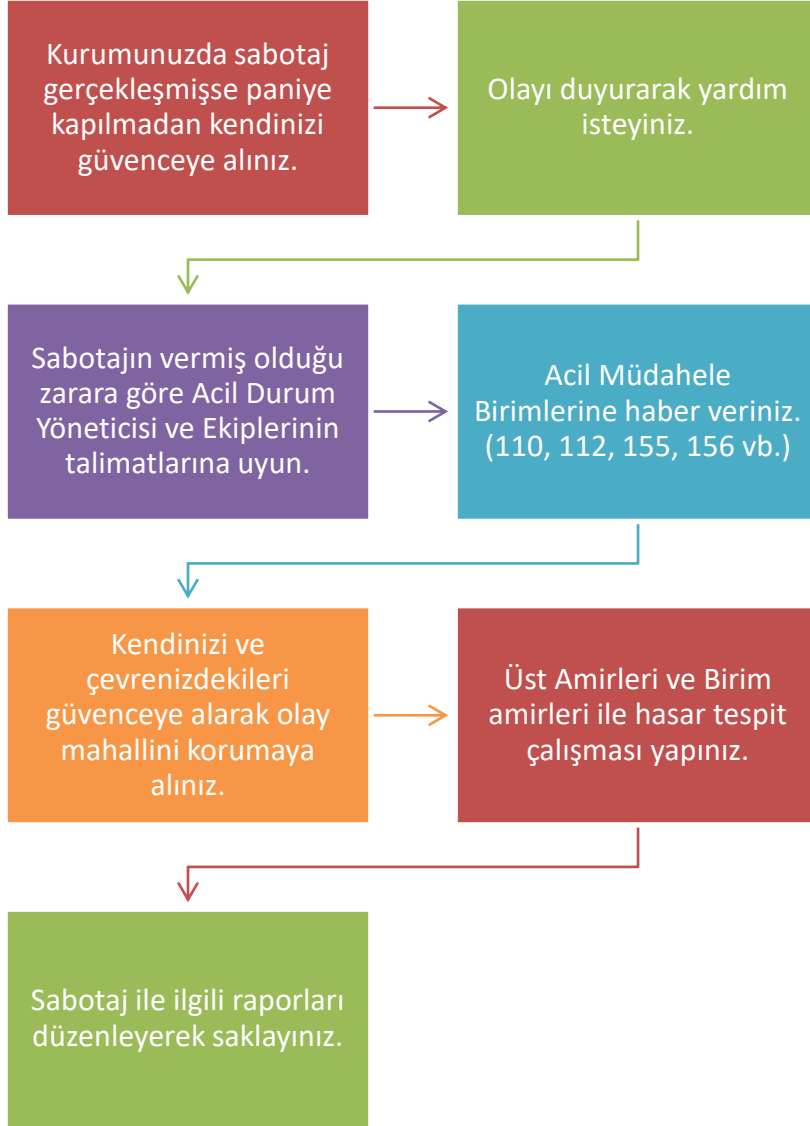 Kurumunuzda sabotaj
gerçekleşmişse paniye
kapılmadan kendinizi
güvenceye alınız.
Olayı duyurarak yardım
isteyiniz.
Sabotajın vermiş olduğu
zarara göre Acil Durum
Yöneticisi ve Ekiplerinin
talimatlarına uyun.
Acil Müdahele
Birimlerine haber veriniz.
(110, 112, 155, 156 vb.)
Kendinizi ve
çevrenizdekileri
güvenceye alarak olay
mahallini korumaya
alınız.
Üst Amirleri ve Birim
amirleri ile hasar tespit
çalışması yapınız.
Sabotaj ile ilgili raporları
düzenleyerek saklayınız.